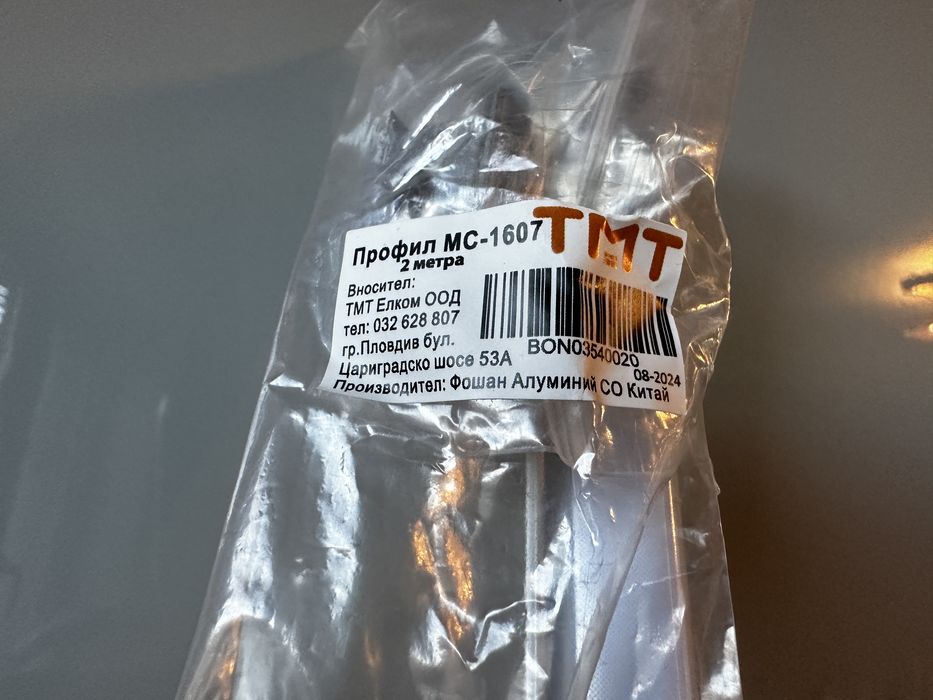 Профил МС-1607
2 метра
TMT
Вносител:
ТМТ Елком ООД
тел: 032 628 807
гр.Пловдив бул.
Цариградско шосе 53А
BON03540020
08-2024
Производител: Фошан Алуминий СО Китай